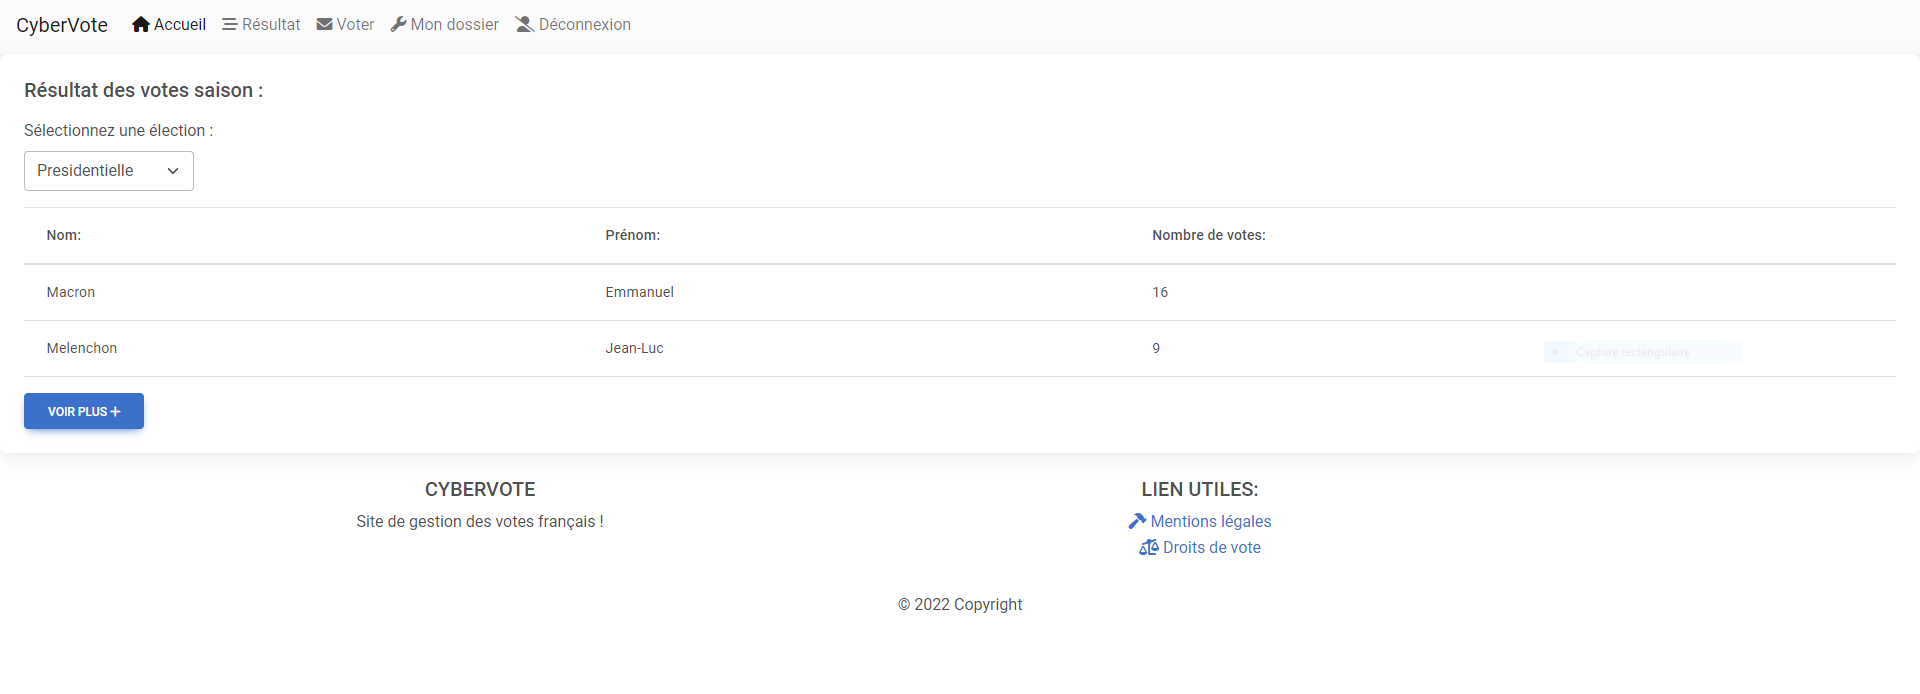 CyberVote Accueil Résultat Voter Mon dossier Déconnexion
Résultat des votes saison :
Sélectionnez une élection :
Presidentielle
Nom: Prénom: Nombre de votes:
Macron Emmanuel 16
Melenchon Jean-Luc 9
Capture rectangulaire
VOIR PLUS +
CYBERVOTE
Site de gestion des votes français !
LIEN UTILES:
Mentions légales
Droits de vote
© 2022 Copyright